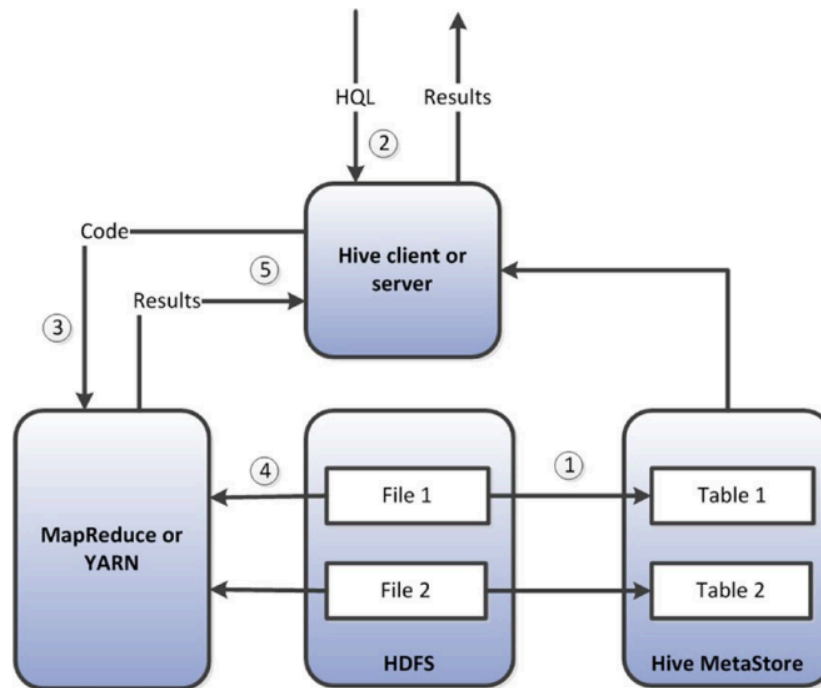 HQL
Results
2
Code
Hive client or
server
5
Results
3
4
1
File 1
Table 1
MapReduce or
YARN
File 2
Table 2
HDFS
Hive MetaStore